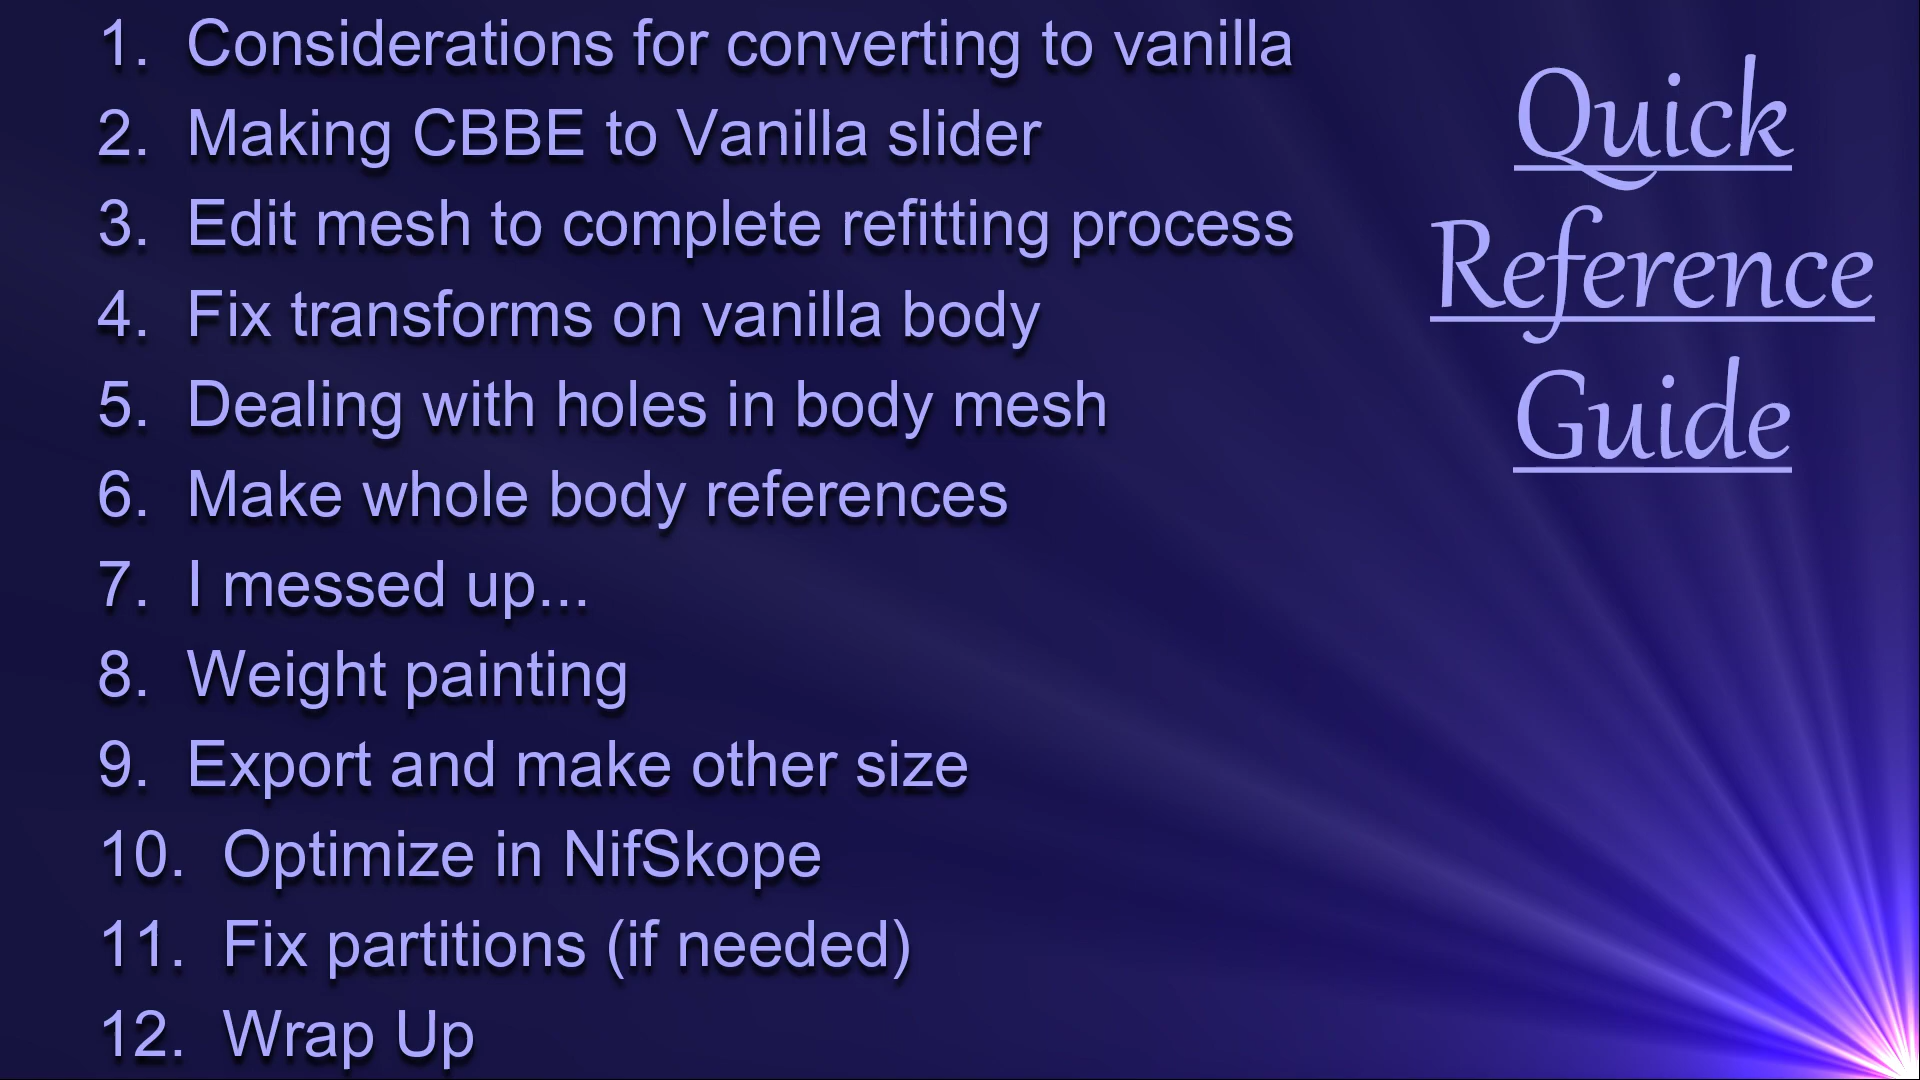 1. Considerations for converting to vanilla
2. Making CBBE to Vanilla slider
3. Edit mesh to complete refitting process
4. Fix transforms on vanilla body
5. Dealing with holes in body mesh
6. Make whole body references
7. I messed up...
8. Weight painting
9. Export and make other size
10. Optimize in NifSkope
11. Fix partitions (if needed)
12. Wrap Up
Quick
Reference
Guide